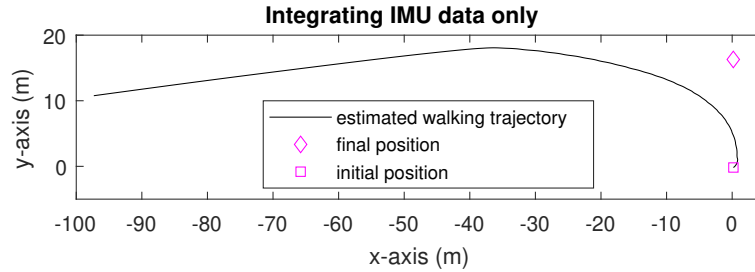 Integrating IMU data only
20
10
0
y-axis (m)
estimated walking trajectory
final position
initial position
-100 -90 -80 -70 -60 -50 -40 -30 -20 -10 0
x-axis (m)